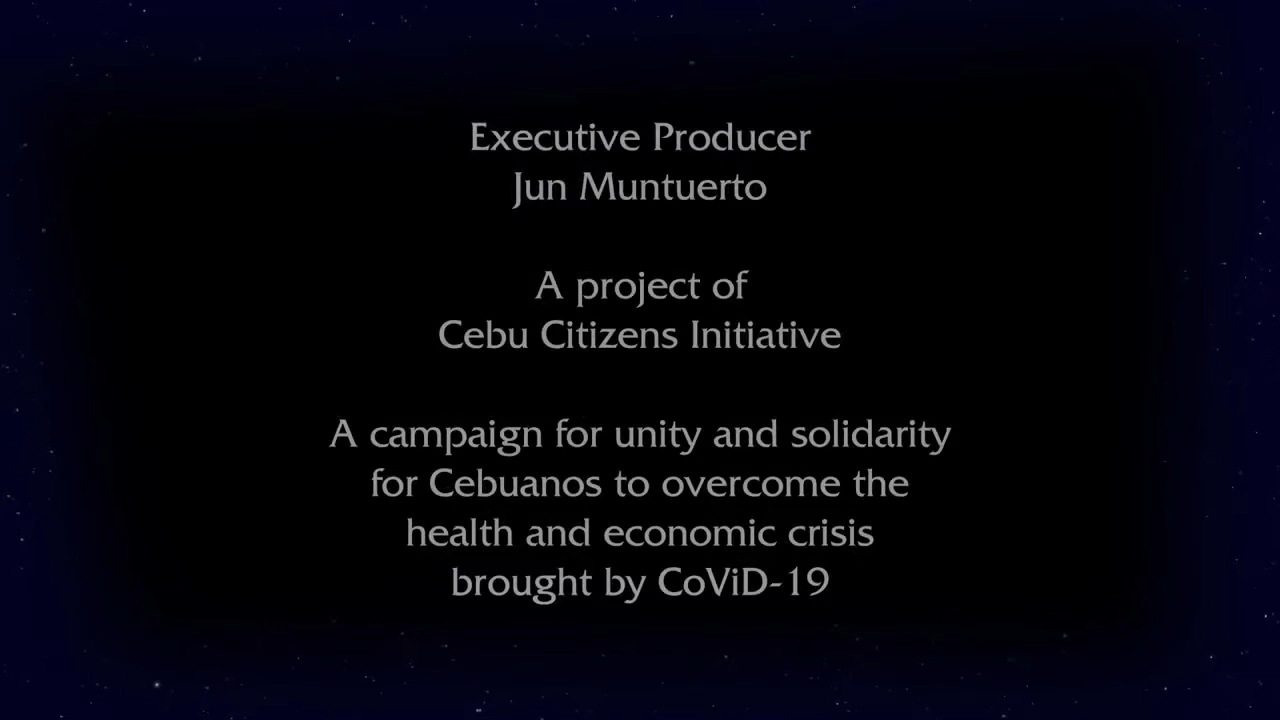 Executive Producer
Jun Muntuerto
A project of
Cebu Citizens Initiative
A campaign for unity and solidarity
for Cebuanos to overcome the
health and economic crisis
brought by CoViD-19